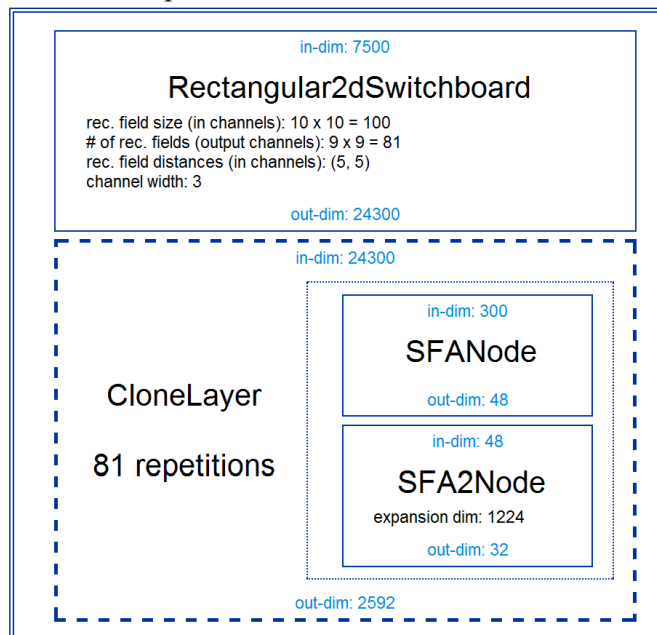 in-dim: 7500
Rectangular2dSwitchboard
rec. field size (in channels): 10 x 10 = 100
# of rec. fields (output channels): 9 x 9 = 81
rec. field distances (in channels): (5, 5)
channel width: 3
out-dim: 24300
in-dim: 24300
CloneLayer
81 repetitions
in-dim: 300
SFANode
out-dim: 48
in-dim: 48
SFA2Node
expansion dim: 1224
out-dim: 32
out-dim: 2592